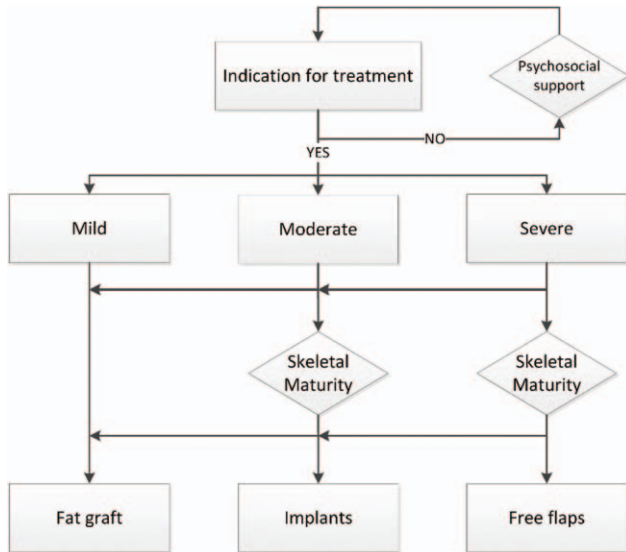 Indication for treatment
Psychosocial
support
NO
YES
Mild
Moderate
Severe
Skeletal
Maturity
Skeletal
Maturity
Fat graft
Implants
Free flaps